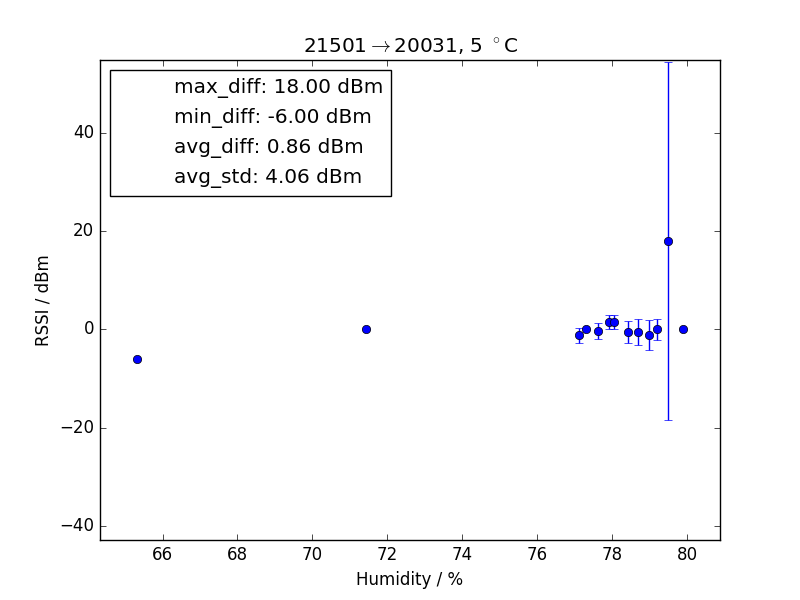 21501→20031, 5 °C
max_diff: 18.00 dBm
min_diff: -6.00 dBm
avg_diff: 0.86 dBm
avg_std: 4.06 dBm
RSSI / dBm
40
20
0
−20
−40
66 68 70 72 74 76 78 80
Humidity / %